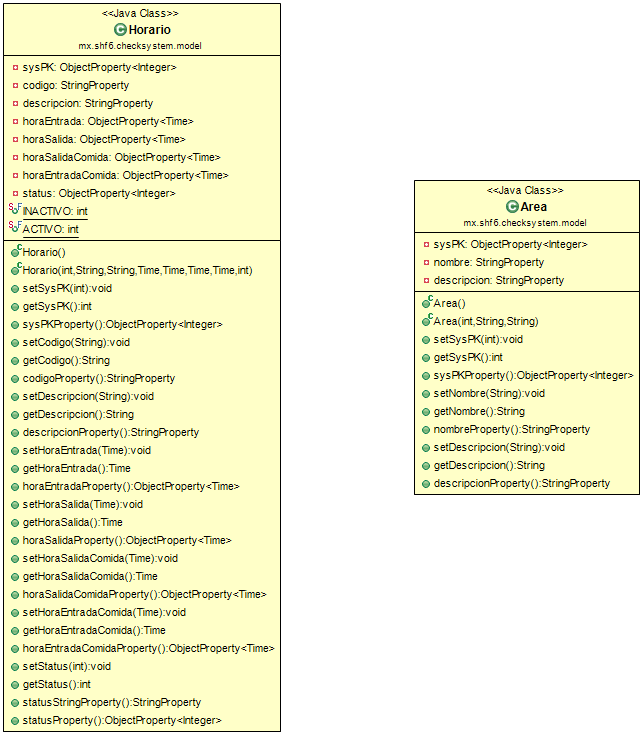 <<Java Class>>
Horario
mx.shf6.checksystem.model
sysPK: ObjectProperty<Integer>
codigo: StringProperty
descripcion: StringProperty
horaEntrada: ObjectProperty<Time>
horaSalida: ObjectProperty<Time>
horaSalidaComida: ObjectProperty<Time>
horaEntradaComida: ObjectProperty<Time>
status: ObjectProperty<Integer>
INACTIVO: int
ACTIVO: int
Horario()
Horario(int,String,String,Time,Time,Time,Time,int)
setSysPK(int):void
getSysPK():int
sysPKProperty():ObjectProperty<Integer>
setCodigo(String):void
getCodigo():String
codigoProperty():StringProperty
setDescripcion(String):void
getDescripcion():String
descripcionProperty():StringProperty
setHoraEntrada(Time):void
getHoraEntrada():Time
horaEntradaProperty():ObjectProperty<Time>
setHoraSalida(Time):void
getHoraSalida():Time
horaSalidaProperty():ObjectProperty<Time>
setHoraSalidaComida(Time):void
getHoraSalidaComida():Time
horaSalidaComidaProperty():ObjectProperty<Time>
setHoraEntradaComida(Time):void
getHoraEntradaComida():Time
horaEntradaComidaProperty():ObjectProperty<Time>
setStatus(int):void
getStatus():int
statusStringProperty():StringProperty
statusProperty():ObjectProperty<Integer>
<<Java Class>>
Area
mx.shf6.checksystem.model
sysPK: ObjectProperty<Integer>
nombre: StringProperty
descripcion: StringProperty
Area()
Area(int,String,String)
setSysPK(int):void
getSysPK():int
sysPKProperty():ObjectProperty<Integer>
setNombre(String):void
getNombre():String
nombreProperty():StringProperty
setDescripcion(String):void
getDescripcion():String
descripcionProperty():StringProperty